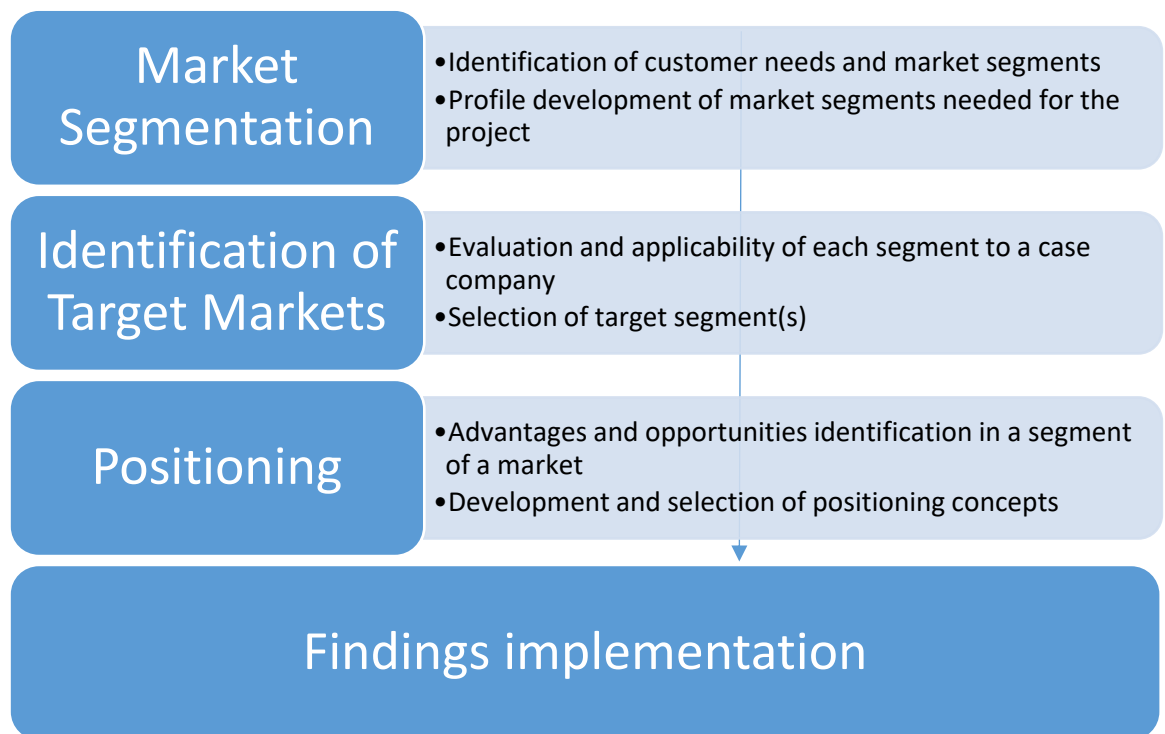 Market
Segmentation
•Identification of customer needs and market segments
•Profile development of market segments needed for the
project
Identification of
Target Markets
•Evaluation and applicability of each segment to a case
company
•Selection of target segment(s)
Positioning
•Advantages and opportunities identification in a segment
of a market
•Development and selection of positioning concepts
Findings implementation